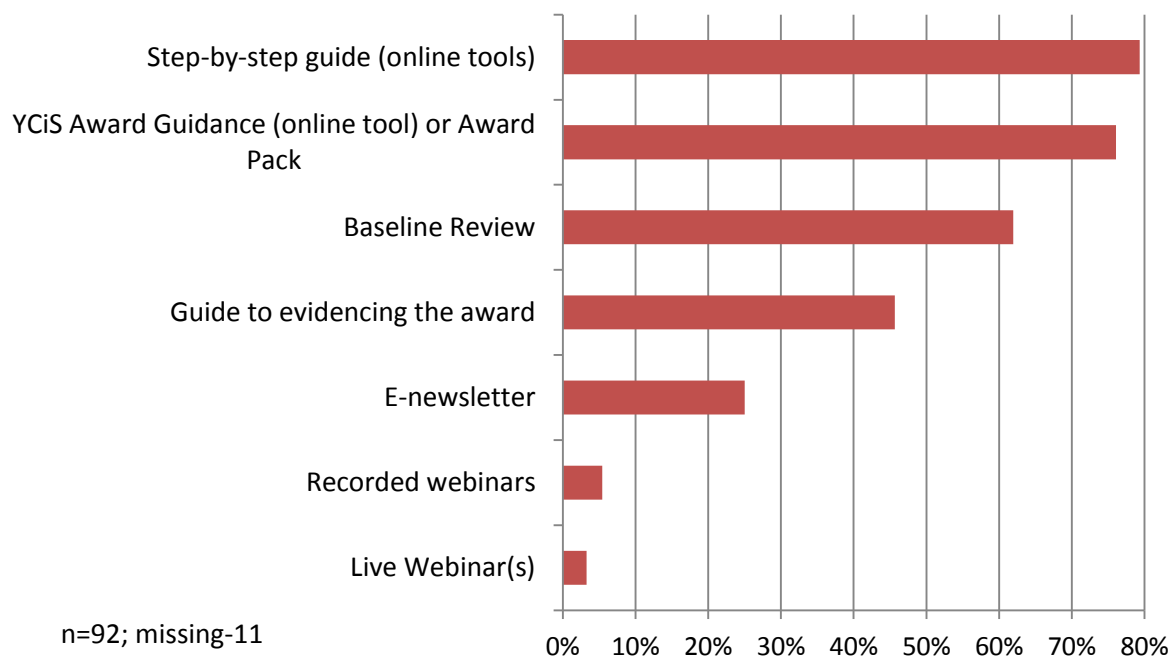 Step-by-step guide (online tools)
YCiS Award Guidance (online tool) or Award
Pack
Baseline Review
Guide to evidencing the award
E-newsletter
Recorded webinars
Live Webinar(s)
n=92; missing-11
0% 10% 20% 30% 40% 50% 60% 70% 80%